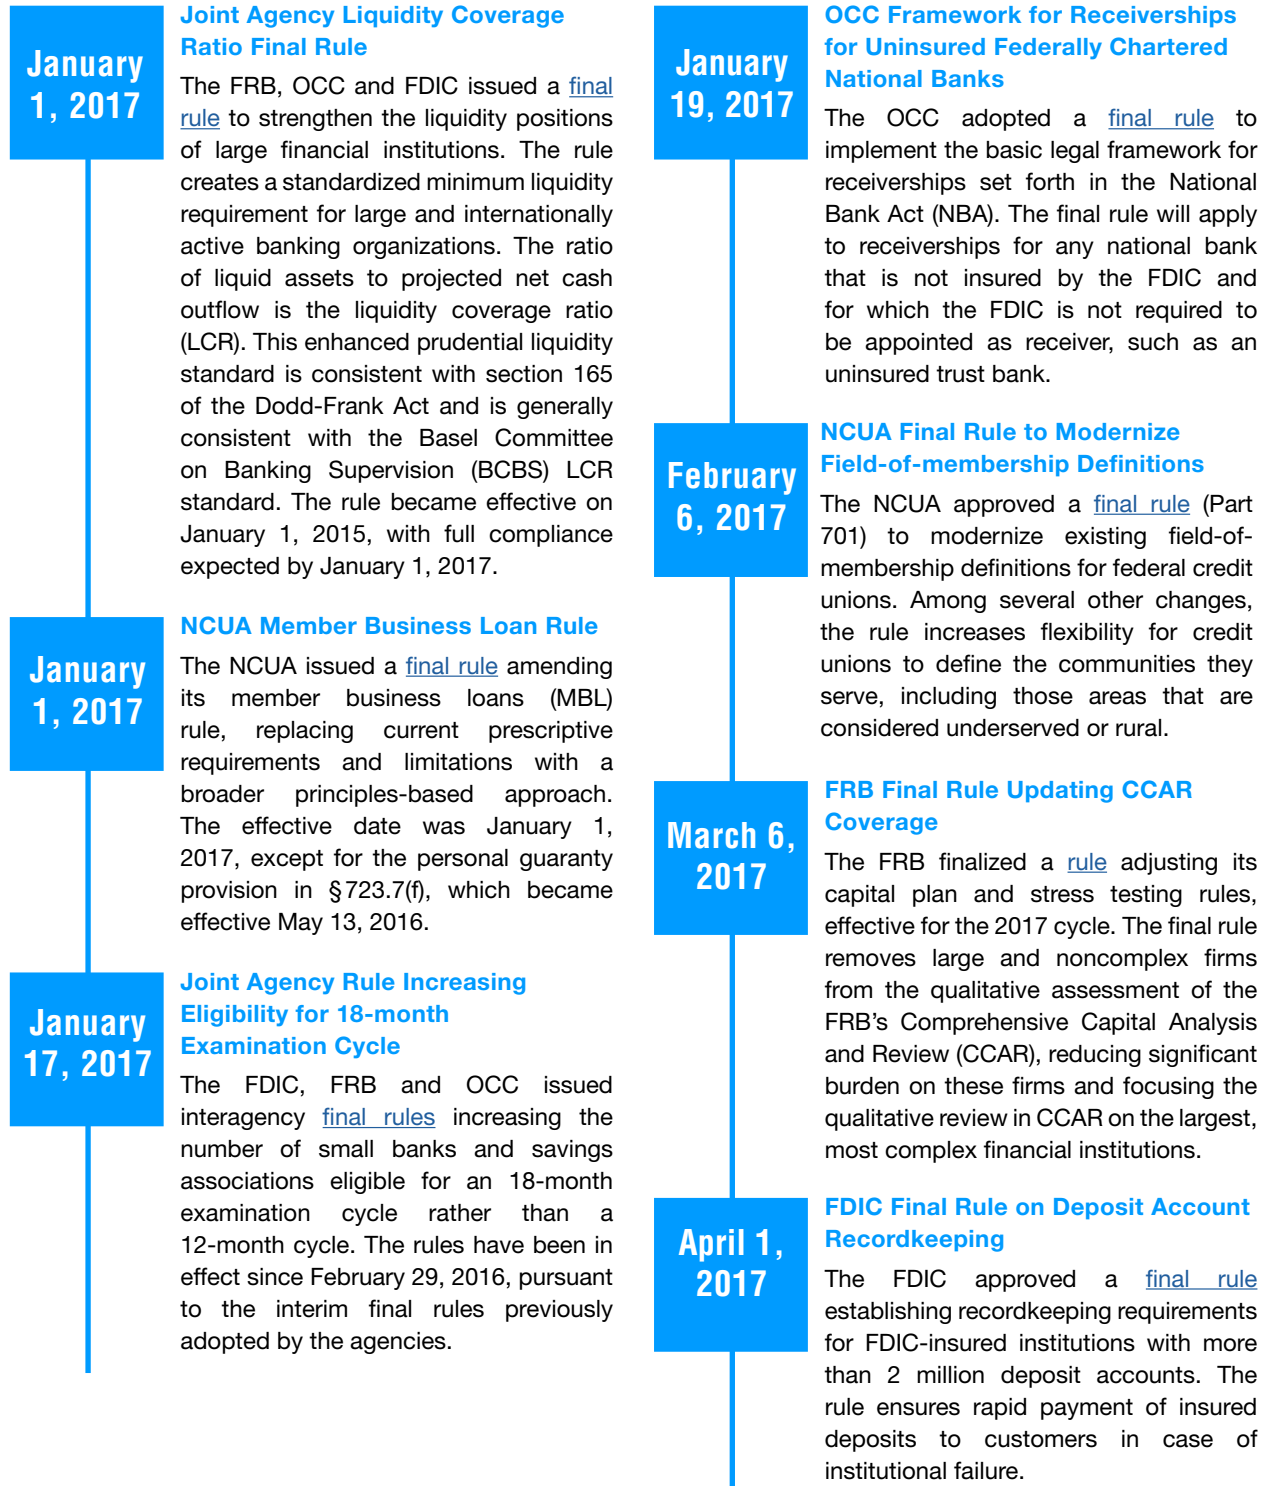 January
1, 2017
Joint Agency Liquidity Coverage
Ratio Final Rule
The FRB, OCC and FDIC issued a final
rule to strengthen the liquidity positions
of large financial institutions. The rule
creates a standardized minimum liquidity
requirement for large and internationally
active banking organizations. The ratio
of liquid assets to projected net cash
outflow is the liquidity coverage ratio
(LCR). This enhanced prudential liquidity
standard is consistent with section 165
of the Dodd-Frank Act and is generally
consistent with the Basel Committee
on Banking Supervision (BCBS) LCR
standard. The rule became effective on
January 1, 2015, with full compliance
expected by January 1, 2017.
January
1, 2017
NCUA Member Business Loan Rule
The NCUA issued a final rule amending
its member business loans (MBL)
rule, replacing current prescriptive
requirements and limitations with a
broader principles-based approach.
The effective date was January 1,
2017, except for the personal guaranty
provision in §723.7(f), which became
effective May 13, 2016.
January
17, 2017
Joint Agency Rule Increasing
Eligibility for 18-month
Examination Cycle
The FDIC, FRB and OCC issued
interagency final rules increasing the
number of small banks and savings
associations eligible for an 18-month
examination cycle rather than a
12-month cycle. The rules have been in
effect since February 29, 2016, pursuant
to the interim final rules previously
adopted by the agencies.
January
19, 2017
OCC Framework for Receiverships
for Uninsured Federally Chartered
National Banks
The OCC adopted a final rule to
implement the basic legal framework for
receiverships set forth in the National
Bank Act (NBA). The final rule will apply
to receiverships for any national bank
that is not insured by the FDIC and
for which the FDIC is not required to
be appointed as receiver, such as an
uninsured trust bank.
February
6, 2017
NCUA Final Rule to Modernize
Field-of-membership Definitions
The NCUA approved a final rule (Part
701) to modernize existing field-of-
membership definitions for federal credit
unions. Among several other changes,
the rule increases flexibility for credit
unions to define the communities they
serve, including those areas that are
considered underserved or rural.
March 6,
2017
FRB Final Rule Updating CCAR
Coverage
The FRB finalized a rule adjusting its
capital plan and stress testing rules,
effective for the 2017 cycle. The final rule
removes large and noncomplex firms
from the qualitative assessment of the
FRB's Comprehensive Capital Analysis
and Review (CCAR), reducing significant
burden on these firms and focusing the
qualitative review in CCAR on the largest,
most complex financial institutions.
April 1,
2017
FDIC Final Rule on Deposit Account
Recordkeeping
The FDIC approved a final rule
establishing recordkeeping requirements
for FDIC-insured institutions with more
than 2 million deposit accounts. The
rule ensures rapid payment of insured
deposits to customers in case of
institutional failure.